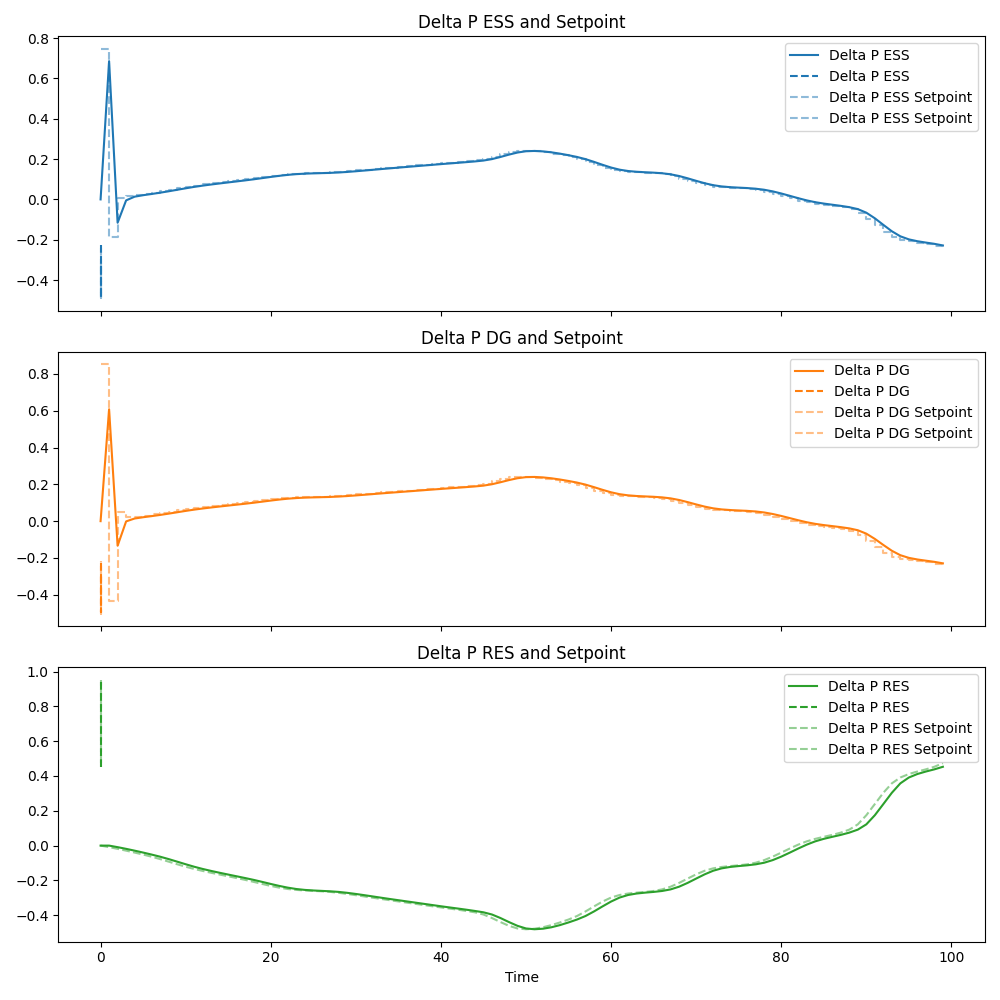 Delta P ESS and Setpoint
0.8
0.6
0.4
0.2
0.0
−0.2
−0.4
Delta P ESS
Delta P ESS
Delta P ESS Setpoint
Delta P ESS Setpoint
Delta P DG and Setpoint
0.8
0.6
0.4
0.2
0.0
−0.2
−0.4
Delta P DG
Delta P DG
Delta P DG Setpoint
Delta P DG Setpoint
Delta P RES and Setpoint
1.0
0.8
0.6
0.4
0.2
0.0
−0.2
−0.4
Delta P RES
Delta P RES
Delta P RES Setpoint
Delta P RES Setpoint
0 20 40 60 80 100
Time